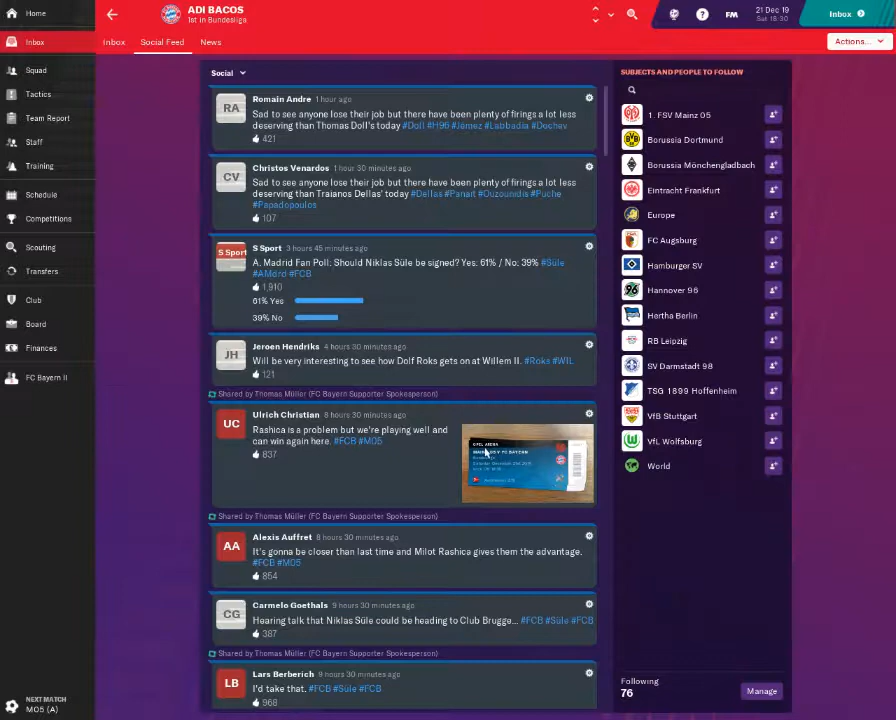 Home
Inbox
Squad
Tactics
Team Report
Staff
Training
Schedule
Competitions
Scouting
Transfers
Club
Board
Finances
FC Bayern II
NEXT MATCH
M05 (A)
ADI BACOS
1st in Bundesliga
FM
21 Dec 19
Sat 18:30
Inbox
Inbox
Social Feed
News
Actions...
Social
RA
Romain Andre 1 hour ago
Sad to see anyone lose their job but there have been plenty of firings a lot less
deserving than Thomas Doll's today #Doll #H96 #Jémez #Labbadia #Dochev
421
CV
Christos Venardos 1 hour 30 minutes ago
Sad to see anyone lose their job but there have been plenty of firings a lot less
deserving than Traianos Dellas' today #Dellas #Panait #Ouzounidis #Puche
#Papadopoulos
107
S Sport
S Sport 3 hours 45 minutes ago
A. Madrid Fan Poll: Should Niklas Süle be signed? Yes: 61% / No: 39% #Süle
#AMdrd #FCB
1,910
61% Yes
39% No
JH
Jeroen Hendriks 4 hours 30 minutes ago
Will be very interesting to see how Dolf Roks gets on at Willem II. #Roks #WIL
121
Shared by Thomas Müller (FC Bayern Supporter Spokesperson)
UC
Ulrich Christian 8 hours 30 minutes ago
Rashica is a problem but we're playing well and
can win again here. #FCB #M05
837
OPEL ARENA
Shared by Thomas Müller (FC Bayern Supporter Spokesperson)
AA
Alexis Auffret 8 hours 30 minutes ago
It's gonna be closer than last time and Milot Rashica gives them the advantage.
#FCB #M05
854
CG
Carmelo Goethals 9 hours 30 minutes ago
Hearing talk that Niklas Süle could be heading to Club Brugge... #FCB #Süle #FCB
387
Shared by Thomas Müller (FC Bayern Supporter Spokesperson)
LB
Lars Berberich 9 hours 30 minutes ago
I'd take that. #FCB #Süle #FCB
968
SUBJECTS AND PEOPLE TO FOLLOW
1. FSV Mainz 05
Borussia Dortmund
Borussia Mönchengladbach
Eintracht Frankfurt
Europe
FC Augsburg
Hamburger SV
Hannover 96
Hertha Berlin
RB Leipzig
SV Darmstadt 98
TSG 1899 Hoffenheim
VfB Stuttgart
VfL Wolfsburg
World
Following
76
Manage